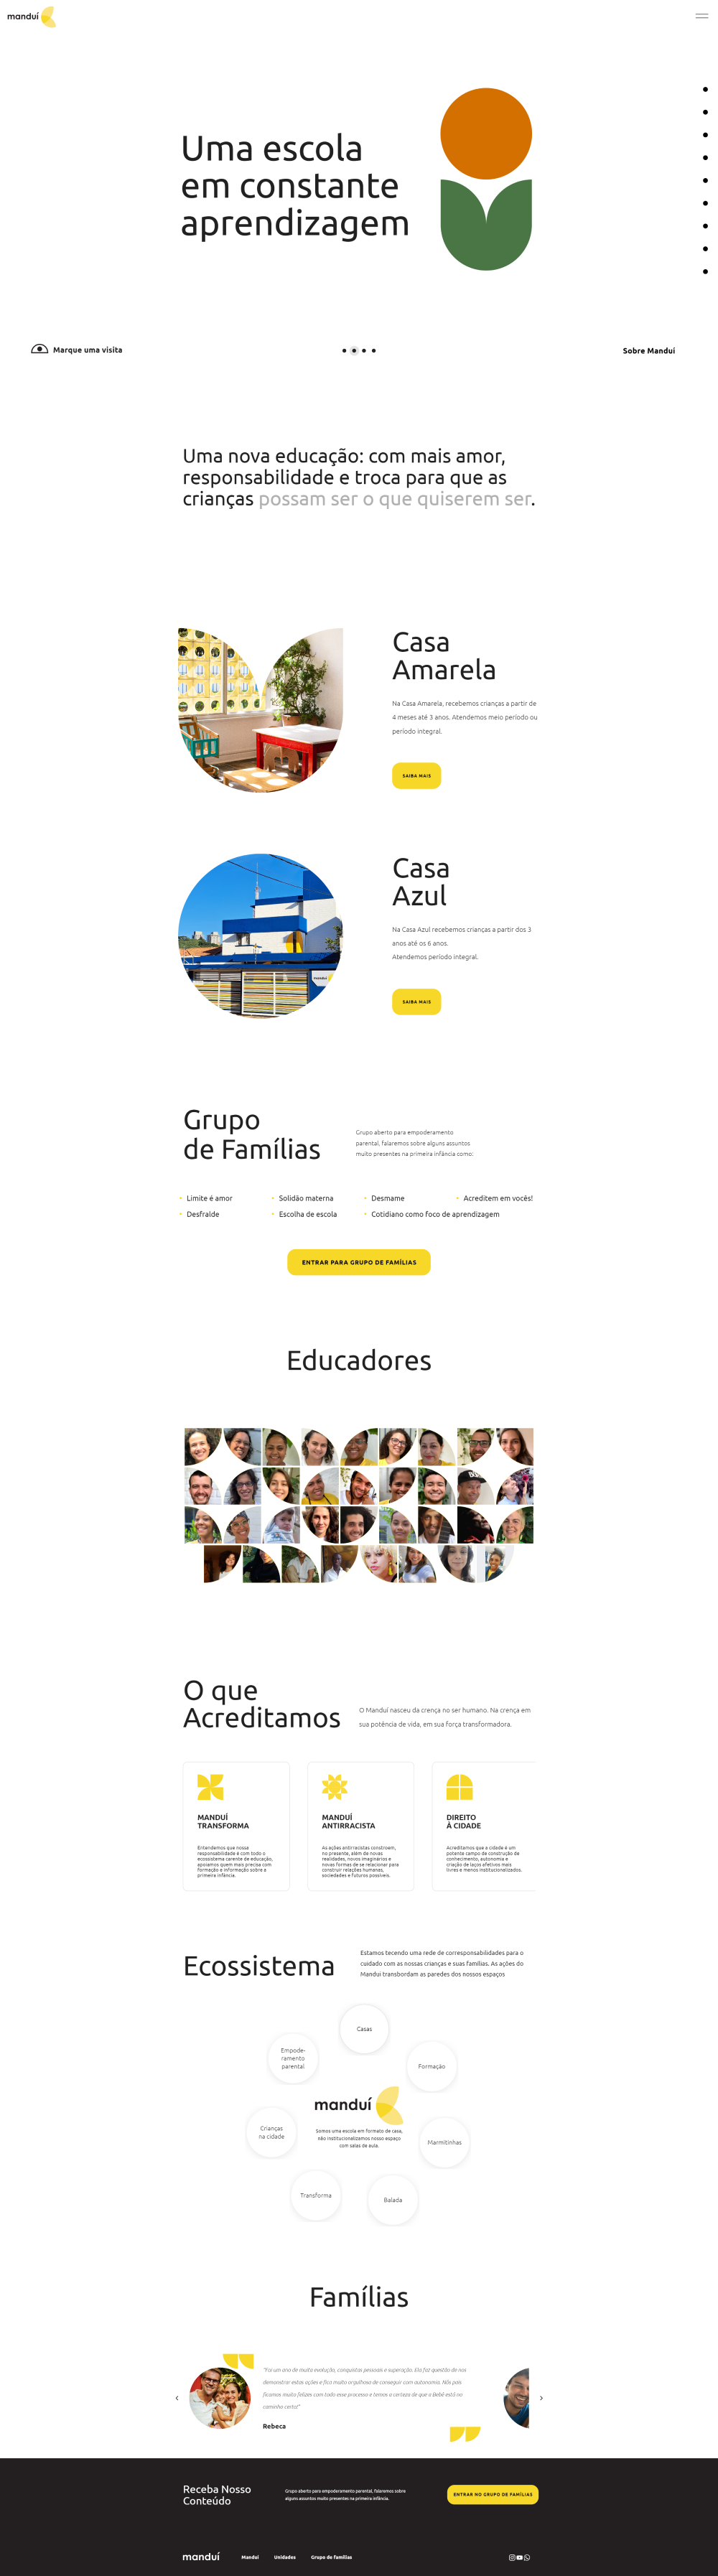 manduí
Uma escola
em constante
aprendizagem
Marque uma visita
Sobre Manduí
Uma nova educação: com mais amor,
responsabilidade e troca para que as
crianças possam ser o que quiserem ser.
Casa
Amarela
Na Casa Amarela, recebemos crianças a partir de
4 meses até 3 anos. Atendemos meio período ou
período integral.
SAIBA MAIS
Casa
Azul
Na Casa Azul recebemos crianças a partir dos 3
anos até os 6 anos.
Atendemos período integral.
SAIBA MAIS
Grupo
de Famílias
Grupo aberto para empoderamento
parental, falaremos sobre alguns assuntos
muito presentes na primeira infância como:
Limite é amor
Solidão materna
Desmame
Acreditem em vocês!
Desfralde
Escolha de escola
Cotidiano como foco de aprendizagem
ENTRAR PARA GRUPO DE FAMÍLIAS
Educadores
O que
Acreditamos
O Manduí nasceu da crença no ser humano. Na crença em
sua potência de vida, em sua força transformadora.
MANDUÍ
TRANSFORMA
Entendemos que nossa
responsabilidade é com todo o
ecossistema carente de educação,
apoiamos quem mais precisa com
formação e informação sobre a
primeira infância.
MANDUÍ
ANTIRRACISTA
As ações antirracistas constroem,
no presente, além de novas
realidades, novos imaginários e
novas formas de se relacionar para
construir relações humanas,
sociedades e futuros possíveis.
DIREITO
À CIDADE
Acreditamos que a cidade é um
potente campo da construção de
conhecimento, autonomia e
criação de laços afetivos mais
livres e menos institucionalizados.
Ecossistema
Estamos tecendo uma rede de corresponsabilidades para o
cuidado com as nossas crianças e suas famílias. As ações do
Manduí transbordam as paredes dos nossos espaços
Casas
Empode-
ramento
parental
Formação
manduí
Somos uma escola em formato de casa,
não institucionalizamos nosso espaço
com salas de aula.
Crianças
na cidade
Marmitinhas
Transforma
Balada
Famílias
"Foi um ano de muita evolução, conquistas pessoais e superação. Ela faz questão de nos
demonstrar estas ações e fica muito orgulhosa de conseguir com autonomia. Nós pais
ficamos muito felizes com todo esse processo e temos a certeza de que o Bebê está no
caminho certo!"
Rebeca
Receba Nosso
Conteúdo
Grupo aberto para empoderamento parental, falaremos sobre
alguns assuntos muito presentes na primeira infância.
ENTRAR NO GRUPO DE FAMÍLIAS
manduí
Manduí
Unidades
Grupo de famílias